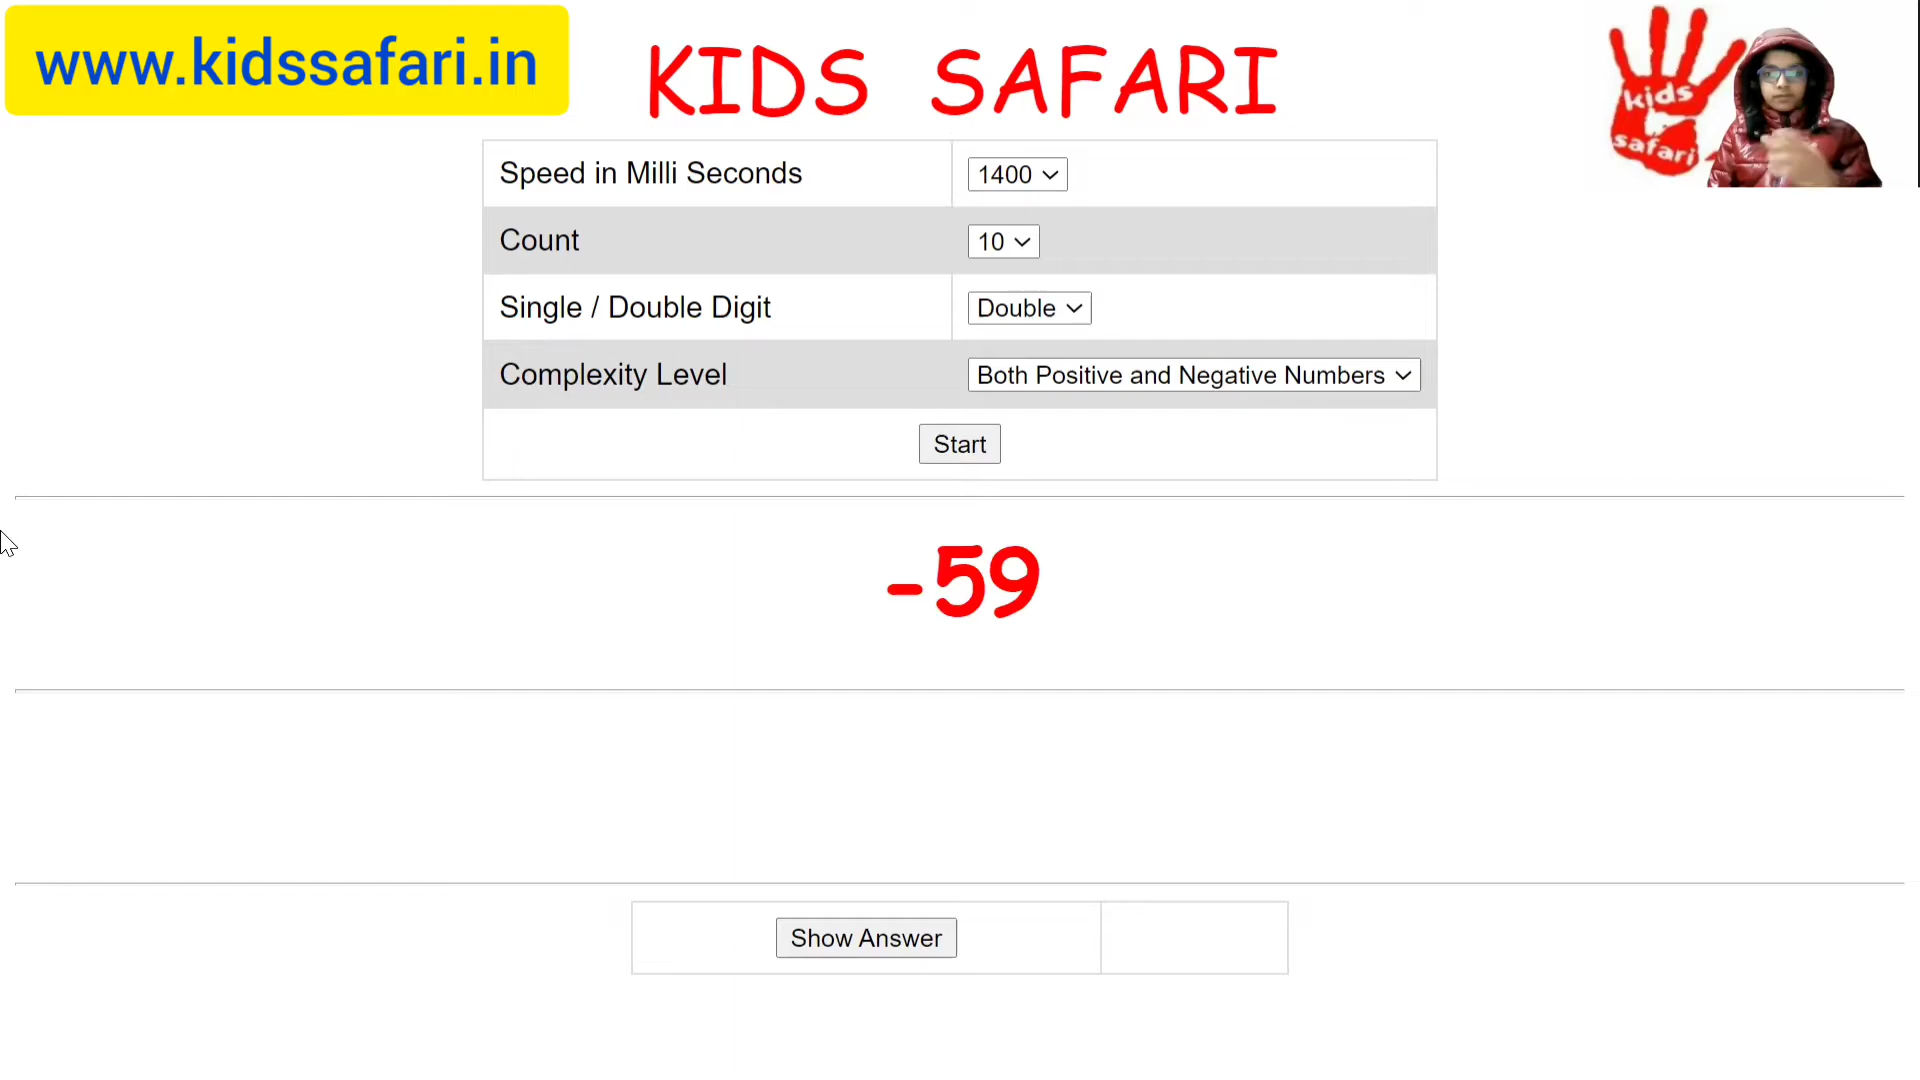 www.kidssafari.in
KIDS SAFARI
kids
safari
Speed in Milli Seconds 1400
Count 10
Single / Double Digit Double
Complexity Level Both Positive and Negative Numbers
Start
-59
Show Answer